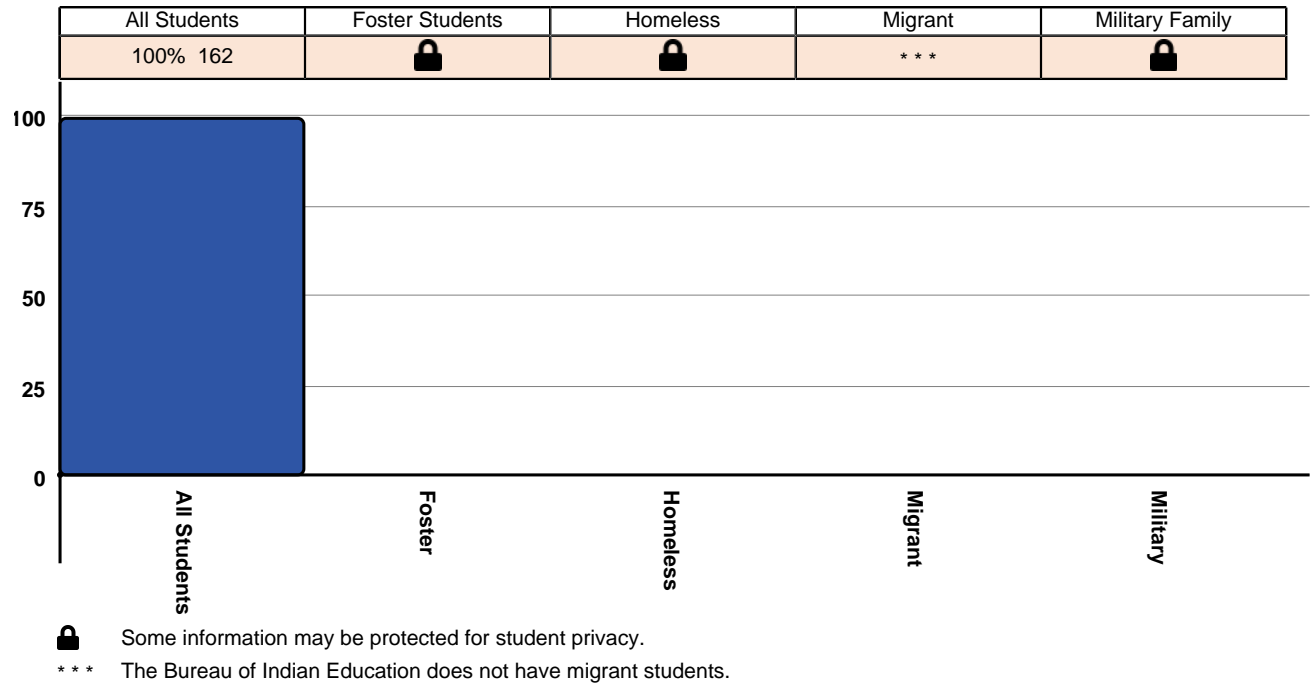 All Students Foster Students Homeless Migrant Military Family
100% 162 * * *
100
75
50
25
0
All Students
Foster
Homeless
Migrant
Military
Some information may be protected for student privacy.
* * * The Bureau of Indian Education does not have migrant students.